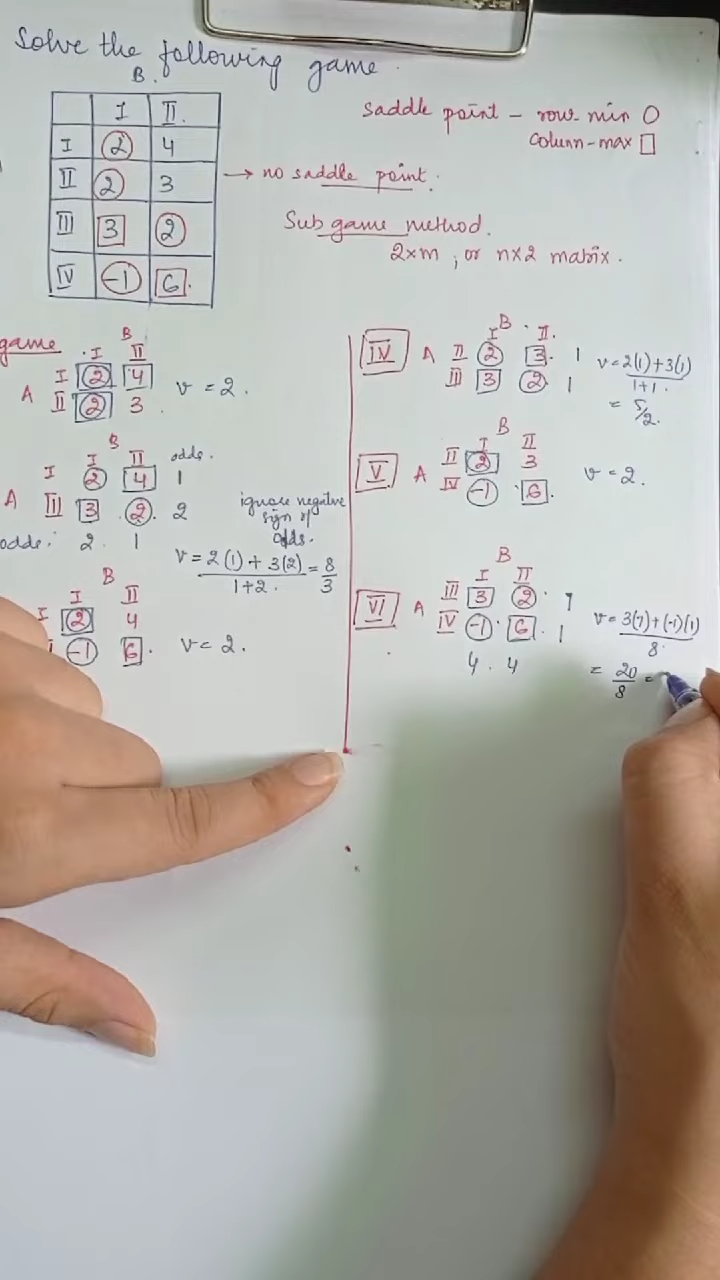 Solve the following game.
B.
I II.
I 2 4
II 2 3
III 3 2
IV -1 6
Saddle point - row min O
Column-max □
→ no saddle point.
Sub game method.
2×m, or n×2 matrix.
game
B
I II
A I 2 4
II 2 3
v = 2.
B
I II odds.
A I 2 4 1
III 3 2 2
odds: 2 1
ignore negative
sign of
odds.
v = 2(1) + 3(2) = 8
1+2. 3
B
I II
I 2 4
-1 6.
v = 2.
IV
B
I II.
A II 2 3 1
III 3 2 1
v = 2(1) + 3(1)
1+1.
= 5/2.
V
B
I II
A II 2 3
IV -1 6.
v = 2.
VI
B
I II
A III 3 2 7
IV -1 6 1
4 4
v = 3(7) + (-1)(1)
8
= 20 =
8